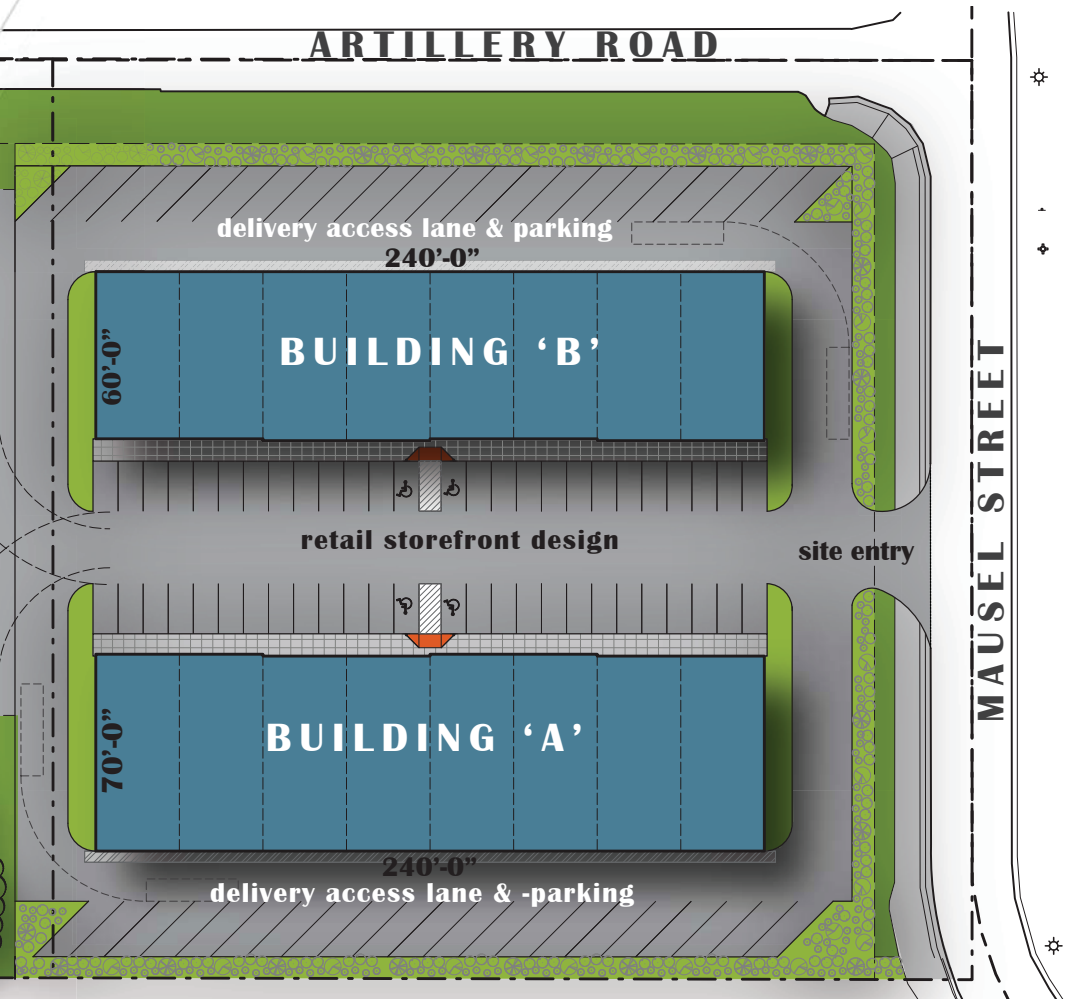 ARTILLERY ROAD
delivery access lane & parking
240'-0”
BUILDING ‘B’
60'-0”
retail storefront design
site entry
MAUSEL STREET
BUILDING ‘A’
70'-0”
240'-0”
delivery access lane & -parking